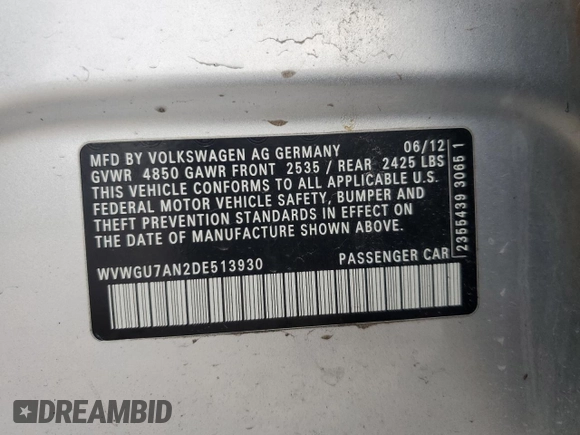 MFD BY VOLKSWAGEN AG GERMANY 06/12
GVWR 4850 GAWR FRONT 2535 / REAR 2425 LBS
THIS VEHICLE CONFORMS TO ALL APPLICABLE U.S.
FEDERAL MOTOR VEHICLE SAFETY, BUMPER AND
THEFT PREVENTION STANDARDS IN EFFECT ON
THE DATE OF MANUFACTURE SHOWN ABOVE.
WVWGU7AN2DE513930 PASSENGER CAR
2355439 3065 1
DREAMBID